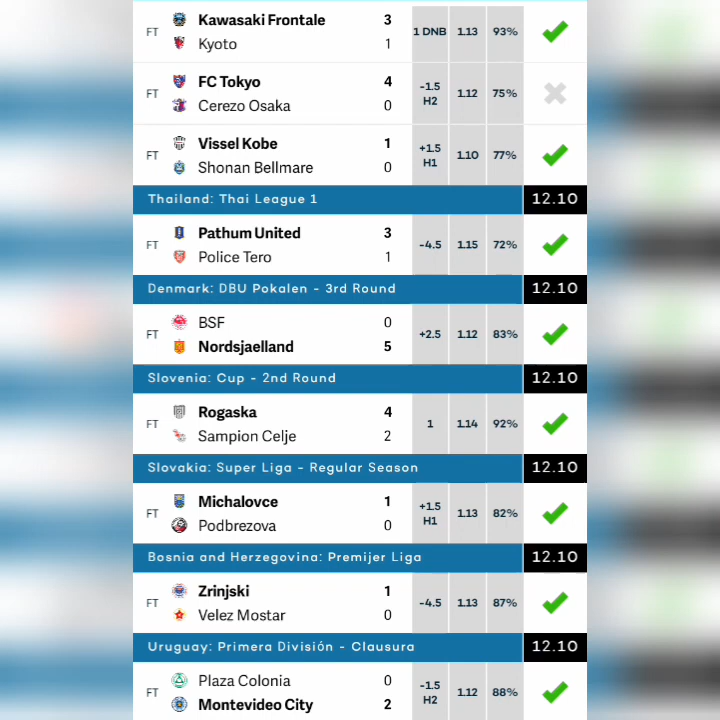 FT Kawasaki Frontale 3 1 DNB 1.13 93%
Kyoto 1
FT FC Tokyo 4 -1.5 H2 1.12 75%
Cerezo Osaka 0
FT Vissel Kobe 1 +1.5 H1 1.10 77%
Shonan Bellmare 0
Thailand: Thai League 1 12.10
FT Pathum United 3 -4.5 1.15 72%
Police Tero 1
Denmark: DBU Pokalen - 3rd Round 12.10
FT BSF 0 +2.5 1.12 83%
Nordsjaelland 5
Slovenia: Cup - 2nd Round 12.10
FT Rogaska 4 1 1.14 92%
Sampion Celje 2
Slovakia: Super Liga - Regular Season 12.10
FT Michalovce 1 +1.5 H1 1.13 82%
Podbrezova 0
Bosnia and Herzegovina: Premijer Liga 12.10
FT Zrinjski 1 -4.5 1.13 87%
Velez Mostar 0
Uruguay: Primera División - Clausura 12.10
FT Plaza Colonia 0 -1.5 H2 1.12 88%
Montevideo City 2